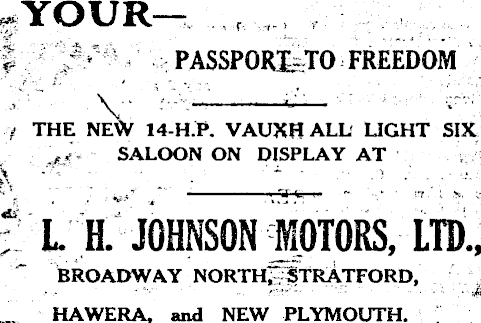 YOUR—
PASSPORT TO FREEDOM
THE NEW 14-H.P. VAUXHALL LIGHT SIX
SALOON ON DISPLAY AT
L. H. JOHNSON MOTORS, LTD.,
BROADWAY NORTH, STRATFORD,
HAWERA, and NEW PLYMOUTH.